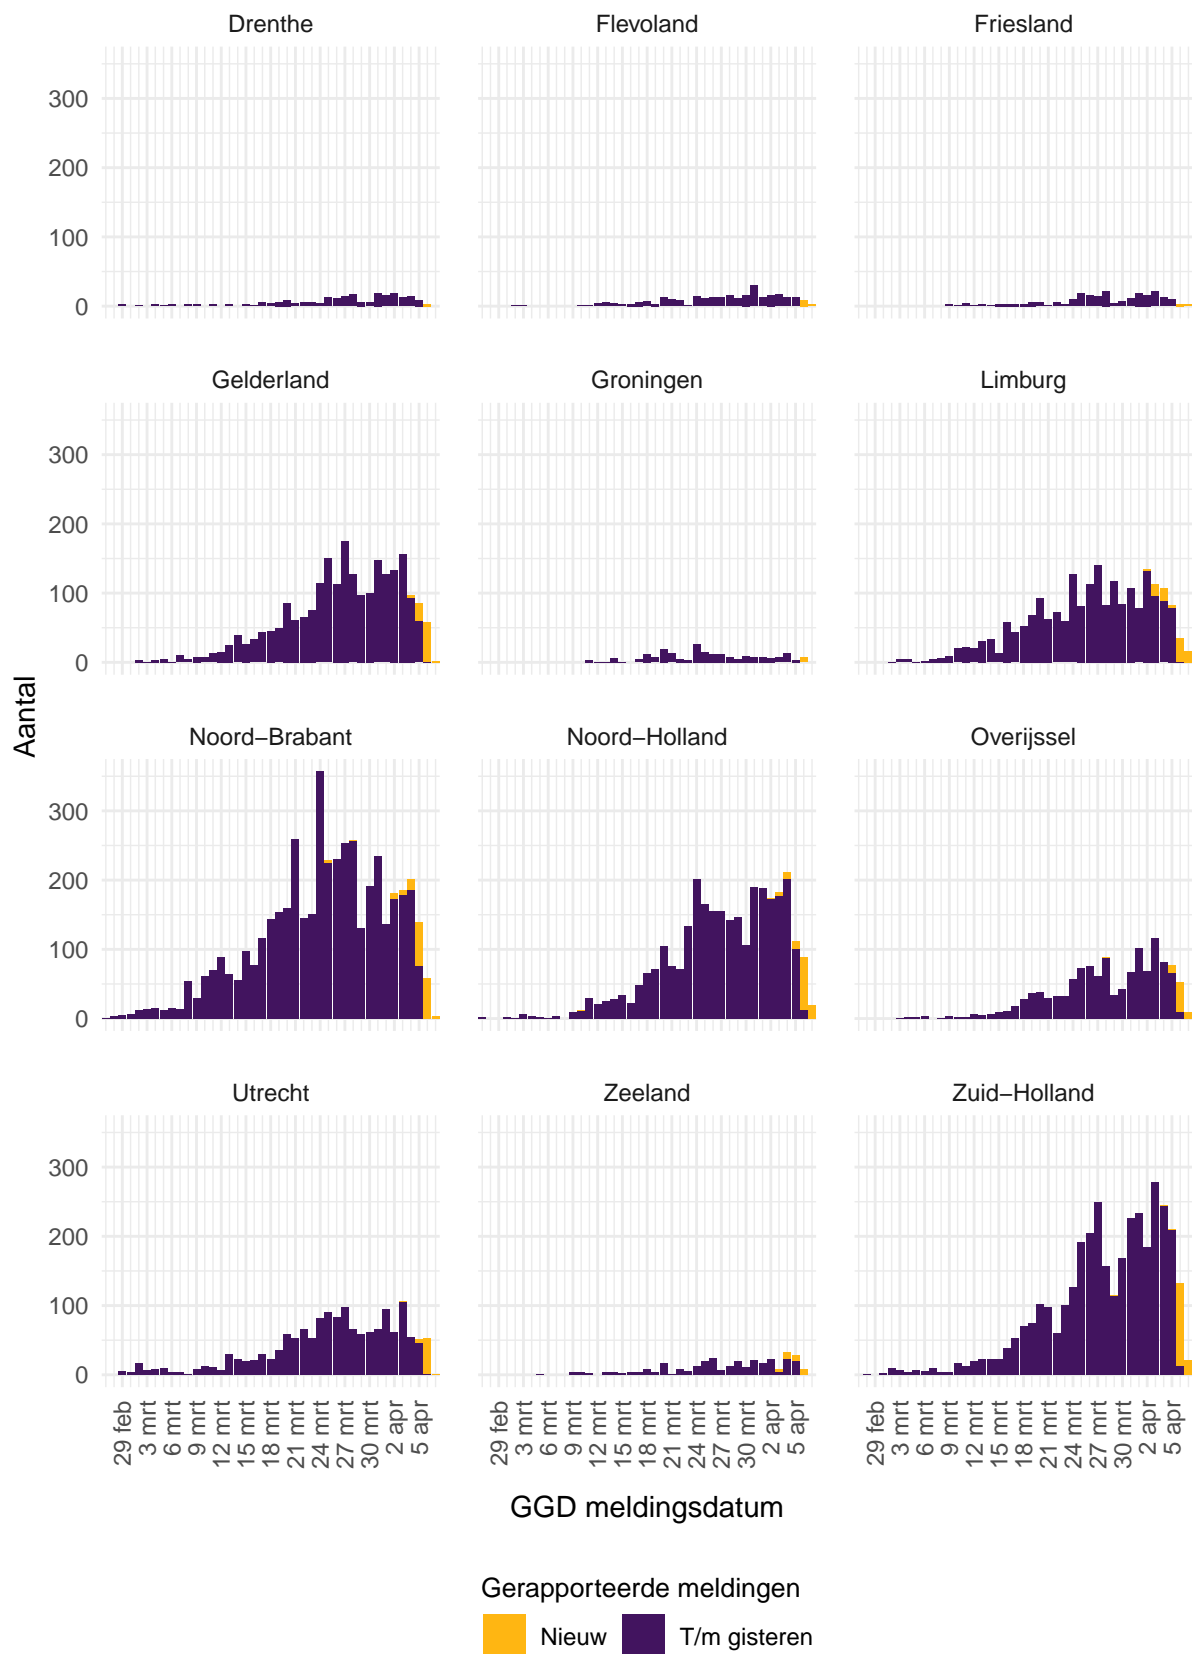 Drenthe Flevoland Friesland
300
200
100
0
Gelderland Groningen Limburg
300
200
100
0
Aantal
Noord−Brabant Noord−Holland Overijssel
300
200
100
0
Utrecht Zeeland Zuid−Holland
300
200
100
0
29 feb 3 mrt 6 mrt 9 mrt 12 mrt 15 mrt 18 mrt 21 mrt 24 mrt 27 mrt 30 mrt 2 apr 5 apr
29 feb 3 mrt 6 mrt 9 mrt 12 mrt 15 mrt 18 mrt 21 mrt 24 mrt 27 mrt 30 mrt 2 apr 5 apr
29 feb 3 mrt 6 mrt 9 mrt 12 mrt 15 mrt 18 mrt 21 mrt 24 mrt 27 mrt 30 mrt 2 apr 5 apr
GGD meldingsdatum
Gerapporteerde meldingen
Nieuw T/m gisteren